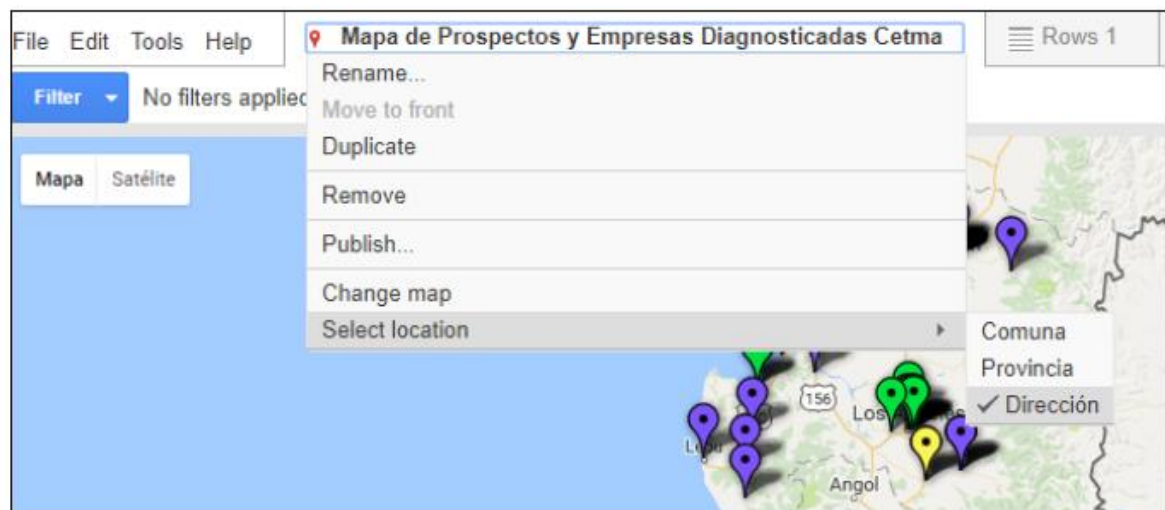 File Edit Tools Help
Mapa de Prospectos y Empresas Diagnosticadas Cetma
Rows 1
Filter
No filters applied
Rename...
Move to front
Duplicate
Remove
Publish...
Change map
Select location
Comuna
Provincia
Dirección
Mapa Satélite
156
Angol